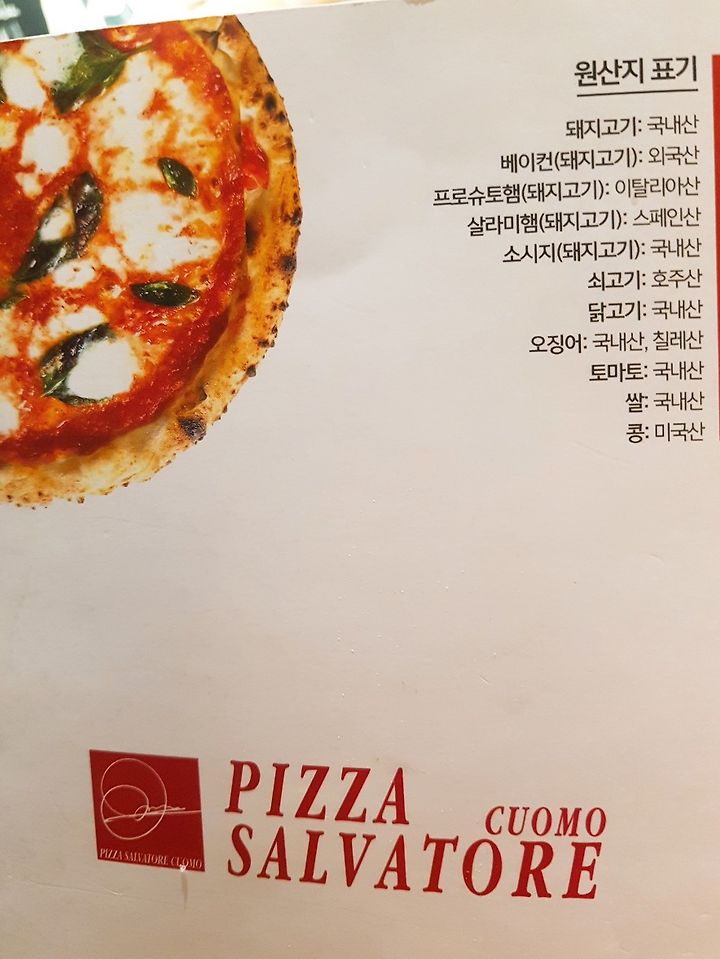 원산지 표기
돼지고기: 국내산
베이컨(돼지고기): 외국산
프로슈토햄(돼지고기): 이탈리아산
살라미햄(돼지고기): 스페인산
소시지(돼지고기): 국내산
쇠고기: 호주산
닭고기: 국내산
오징어: 국내산, 칠레산
토마토: 국내산
쌀: 국내산
콩: 미국산
PIZZA
CUOMO
SALVATORE
PIZZA SALVATORE CUOMO